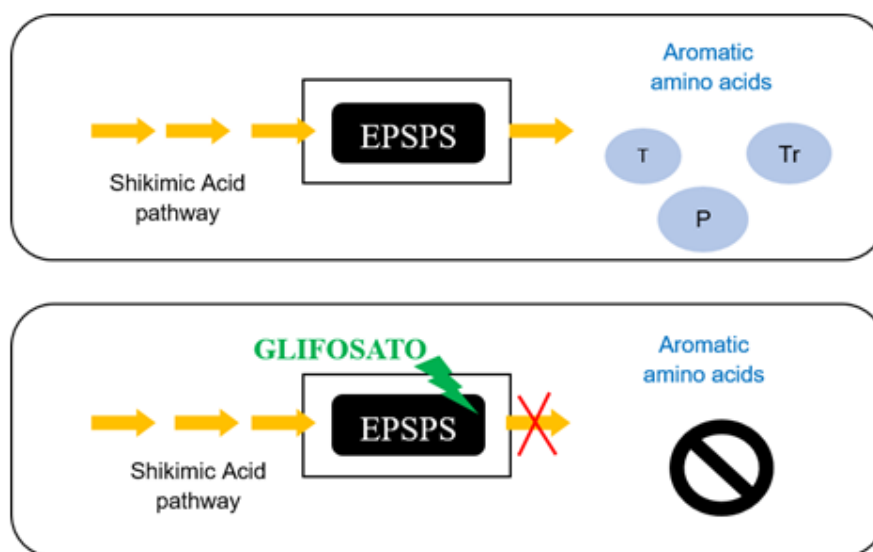 Aromatic
amino acids
EPSPS
T
Tr
Shikimic Acid
pathway
P
GLIFOSATO
Aromatic
amino acids
EPSPS
Shikimic Acid
pathway